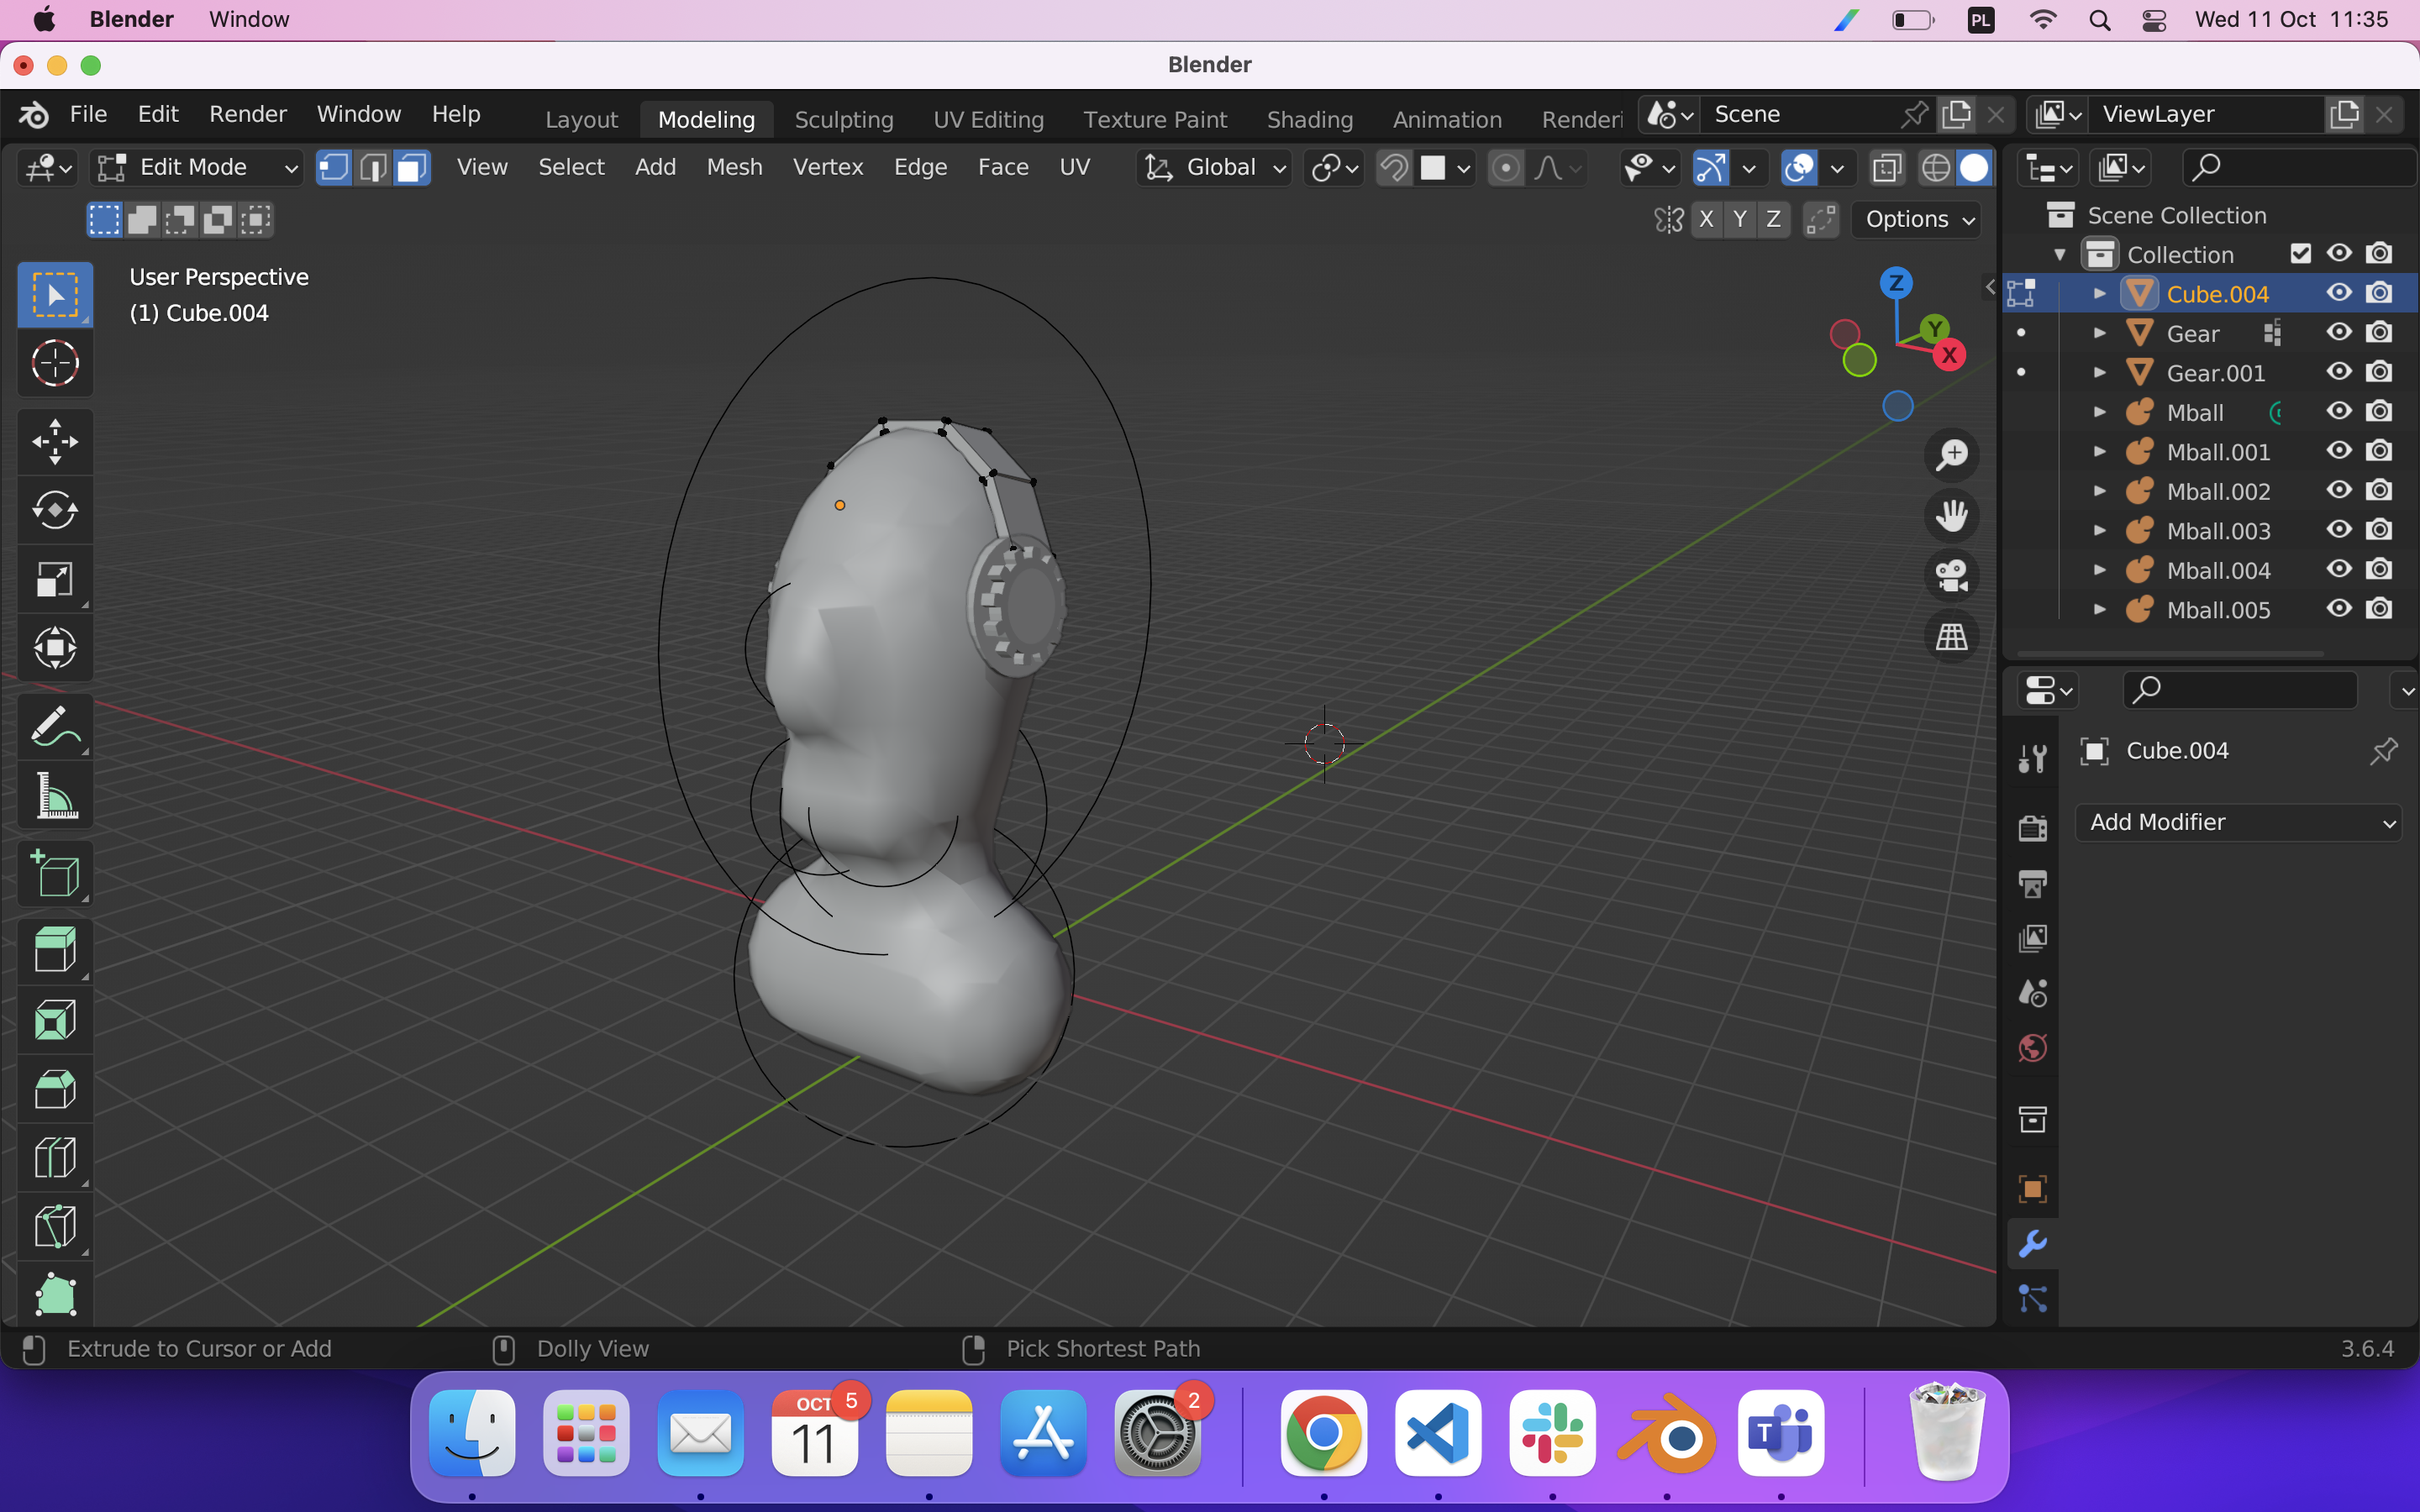 Blender Window PL Wed 11 Oct 11:35
Blender
File Edit Render Window Help Layout Modeling Sculpting UV Editing Texture Paint Shading Animation Renderi Scene ViewLayer
Edit Mode View Select Add Mesh Vertex Edge Face UV Global
X Y Z Options
User Perspective
(1) Cube.004
Z
Y
X
Scene Collection
Collection
Cube.004
Gear
Gear.001
Mball
Mball.001
Mball.002
Mball.003
Mball.004
Mball.005
Cube.004
Add Modifier
Extrude to Cursor or Add Dolly View Pick Shortest Path 3.6.4
OCT 5 2
11 T